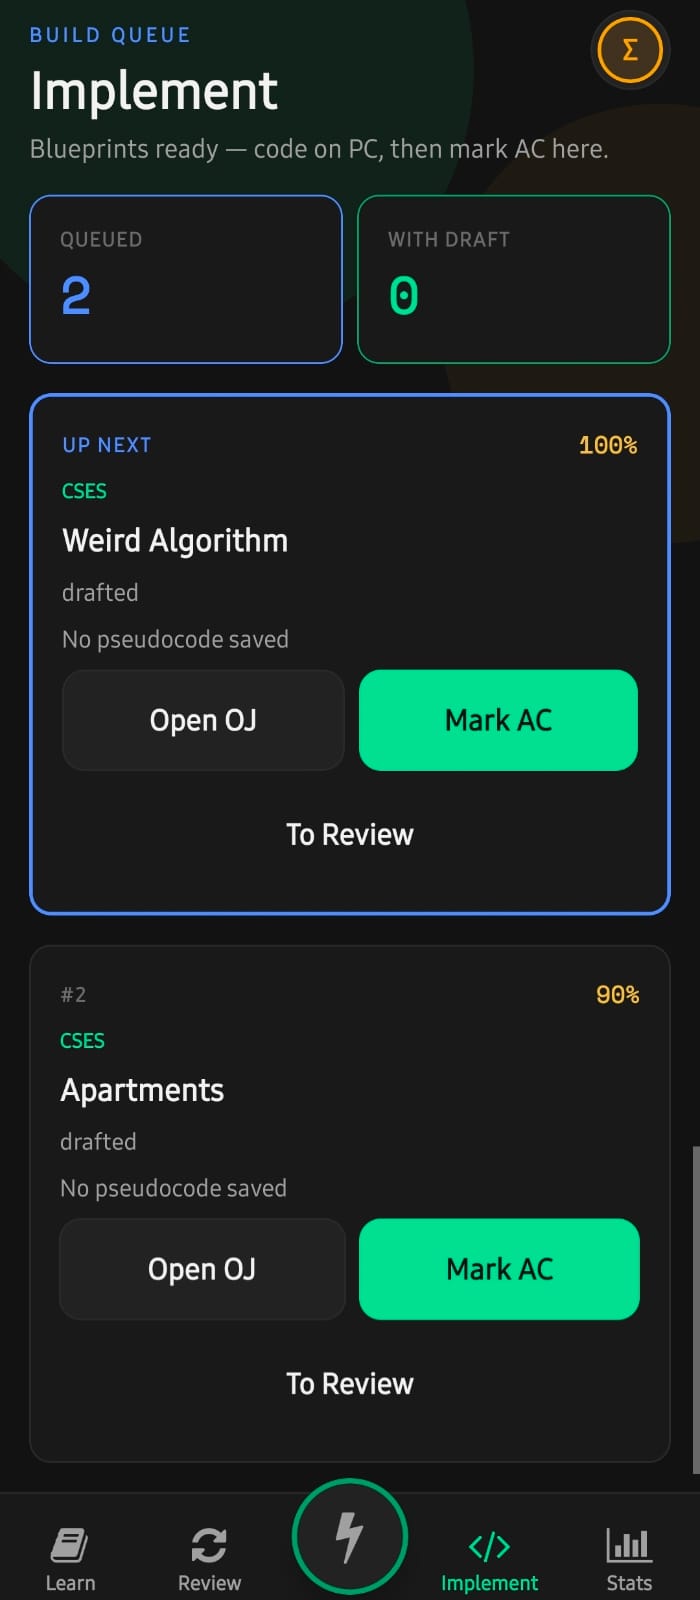 BUILD QUEUE
Σ
Implement
Blueprints ready — code on PC, then mark AC here.
QUEUED
WITH DRAFT
2
0
UP NEXT
100%
CSES
Weird Algorithm
drafted
No pseudocode saved
Open OJ
Mark AC
To Review
#2
90%
CSES
Apartments
drafted
No pseudocode saved
Open OJ
Mark AC
To Review
Learn
Review
</>
Implement
Stats